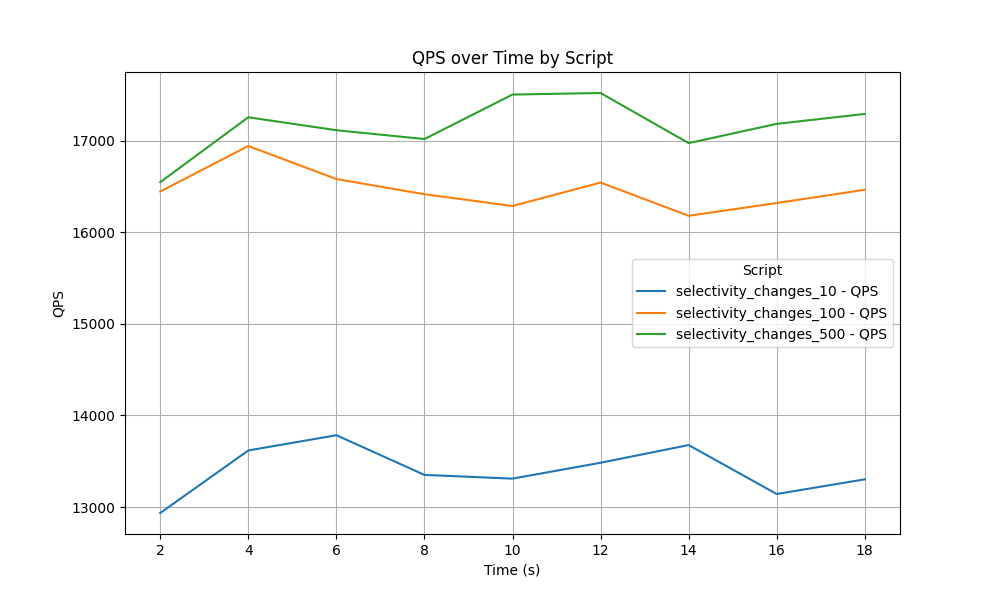 QPS over Time by Script
17000
16000
15000
14000
13000
QPS
Script
selectivity_changes_10 - QPS
selectivity_changes_100 - QPS
selectivity_changes_500 - QPS
2 4 6 8 10 12 14 16 18
Time (s)